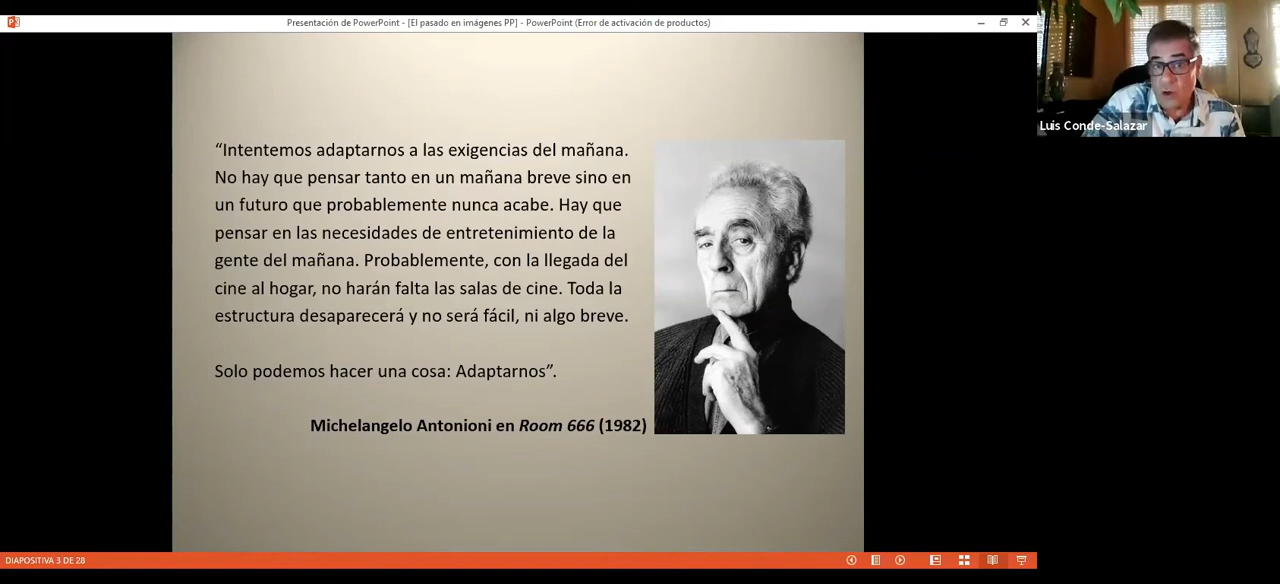 Presentación de PowerPoint - [El pasado en imágenes PP] - PowerPoint (Error de activación de productos)
“Intentemos adaptarnos a las exigencias del mañana.
No hay que pensar tanto en un mañana breve sino en
un futuro que probablemente nunca acabe. Hay que
pensar en las necesidades de entretenimiento de la
gente del mañana. Probablemente, con la llegada del
cine al hogar, no harán falta las salas de cine. Toda la
estructura desaparecerá y no será fácil, ni algo breve.
Solo podemos hacer una cosa: Adaptarnos”.
Michelangelo Antonioni en Room 666 (1982)
Luis Conde-Salazar
DIAPOSITIVA 3 DE 28